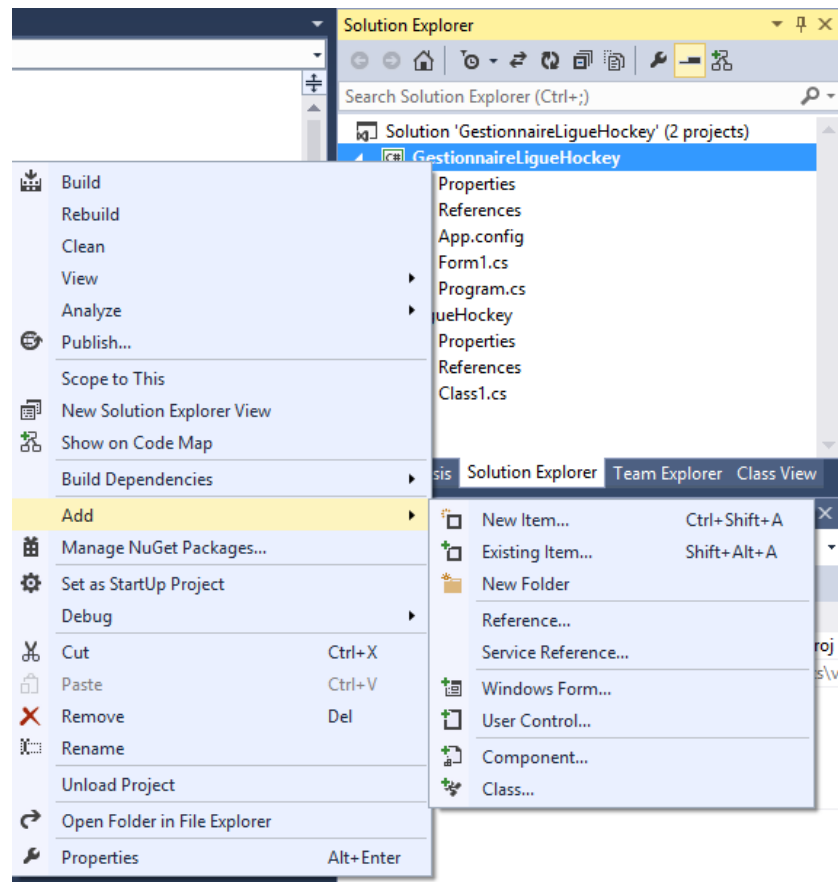 Solution Explorer
Search Solution Explorer (Ctrl+;)
Solution 'GestionnaireLigueHockey' (2 projects)
C# GestionnaireLigueHockey
Properties
References
App.config
Form1.cs
Program.cs
ueHockey
Properties
References
Class1.cs
sis Solution Explorer Team Explorer Class View
Build
Rebuild
Clean
View
Analyze
Publish...
Scope to This
New Solution Explorer View
Show on Code Map
Build Dependencies
Add
Manage NuGet Packages...
Set as StartUp Project
Debug
Cut Ctrl+X
Paste Ctrl+V
Remove Del
Rename
Unload Project
Open Folder in File Explorer
Properties Alt+Enter
New Item... Ctrl+Shift+A
Existing Item... Shift+Alt+A
New Folder
Reference...
Service Reference...
Windows Form...
User Control...
Component...
Class...
roj
s\v